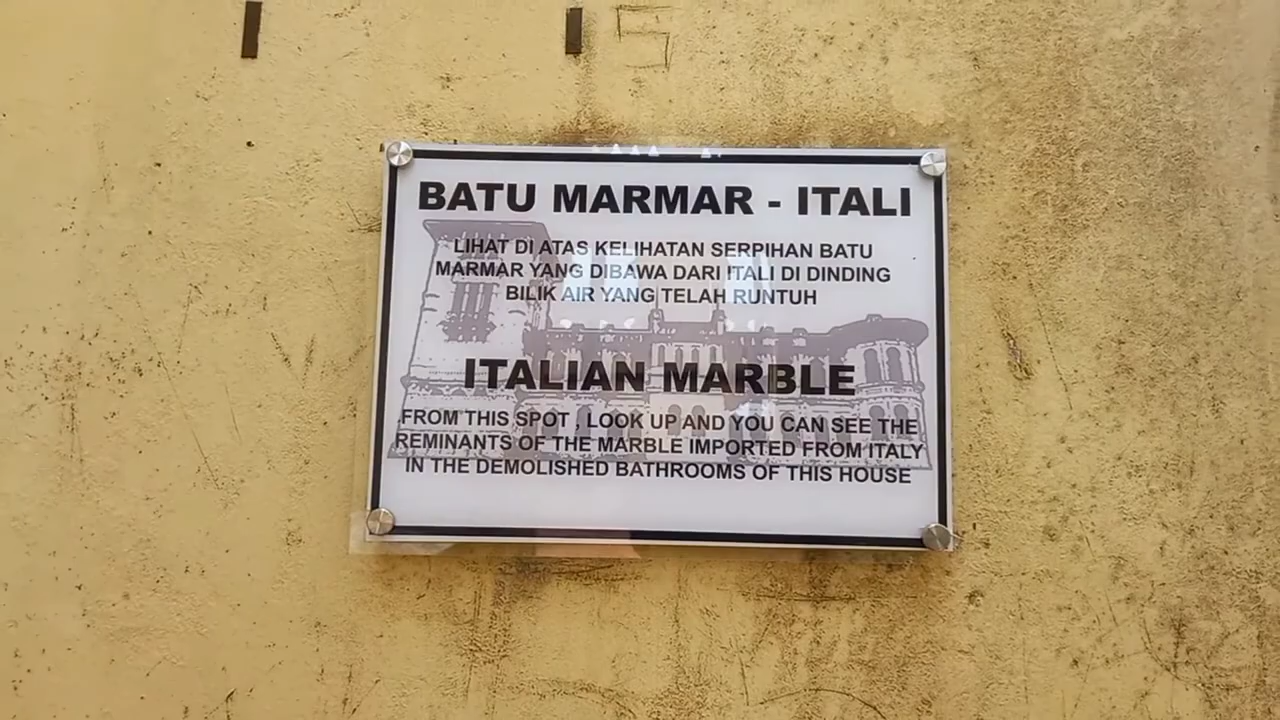 BATU MARMAR - ITALI
LIHAT DI ATAS KELIHATAN SERPIHAN BATU
MARMAR YANG DIBAWA DARI ITALI DI DINDING
BILIK AIR YANG TELAH RUNTUH
ITALIAN MARBLE
FROM THIS SPOT , LOOK UP AND YOU CAN SEE THE
REMINANTS OF THE MARBLE IMPORTED FROM ITALY
IN THE DEMOLISHED BATHROOMS OF THIS HOUSE